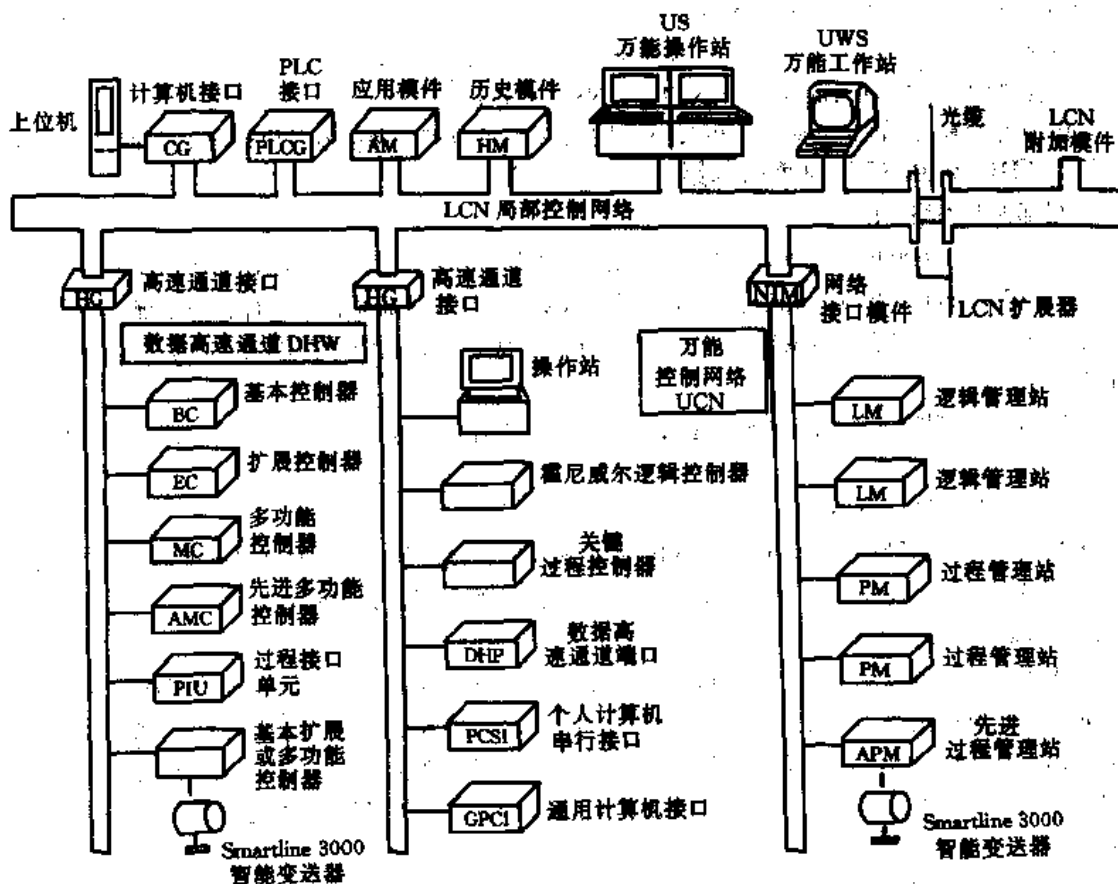 US
万能操作站
UWS
万能工作站
PLC
接口
计算机接口
应用模件
历史模件
上位机
光缆
LCN
附加模件
CG
PLCG
AM
HM
LCN 局部控制网络
HG
高速通道接口
HG
高速通道
接口
NIM
网络
接口模件
LCN 扩展器
数据高速通道 DHW
万能
控制网络
UCN
基本控制器
BC
扩展控制器
EC
多功能
控制器
MC
先进多功能
控制器
AMC
过程接口
单元
PIU
基本扩展
或多功能
控制器
Smartline 3000
智能变送器
操作站
霍尼威尔逻辑控制器
关键
过程控制器
数据高
速通道端口
DHP
个人计算机
串行接口
PCSI
通用计算机接口
GPCI
逻辑管理站
LM
逻辑管理站
LM
过程管理站
PM
过程管理站
PM
先进
过程管理站
APM
Smartline 3000
智能变送器